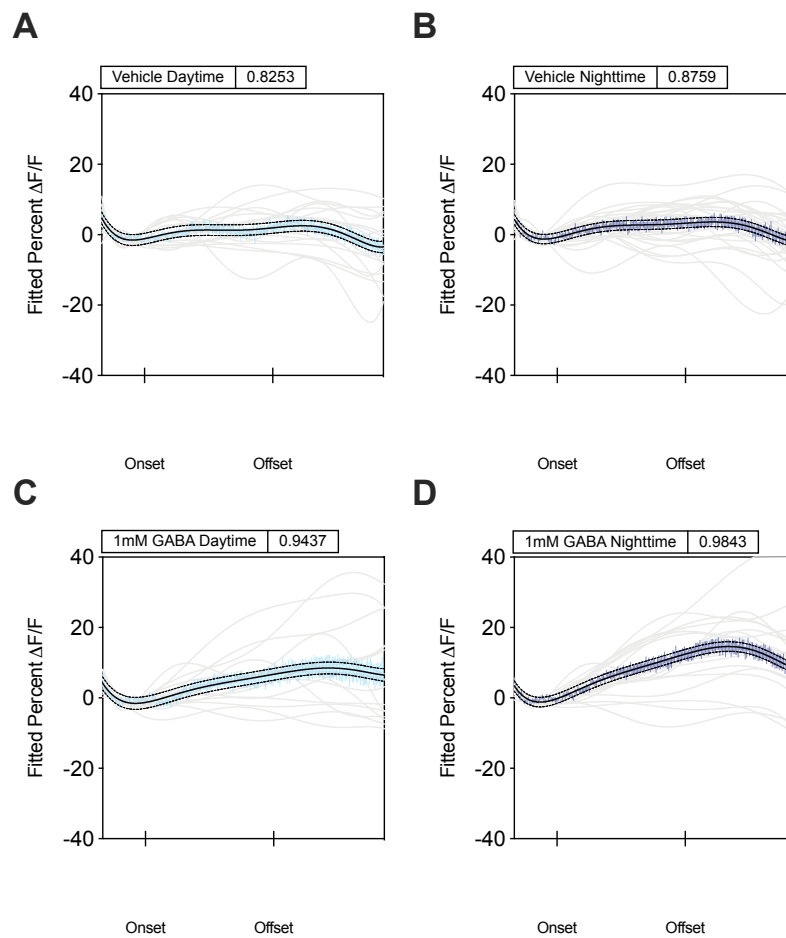 A
B
Vehicle Daytime 0.8253
Vehicle Nighttime 0.8759
40
20
0
-20
-40
Fitted Percent ΔF/F
Onset Offset
40
20
0
-20
-40
Fitted Percent ΔF/F
Onset Offset
C
D
1mM GABA Daytime 0.9437
1mM GABA Nighttime 0.9843
40
20
0
-20
-40
Fitted Percent ΔF/F
Onset Offset
40
20
0
-20
-40
Fitted Percent ΔF/F
Onset Offset